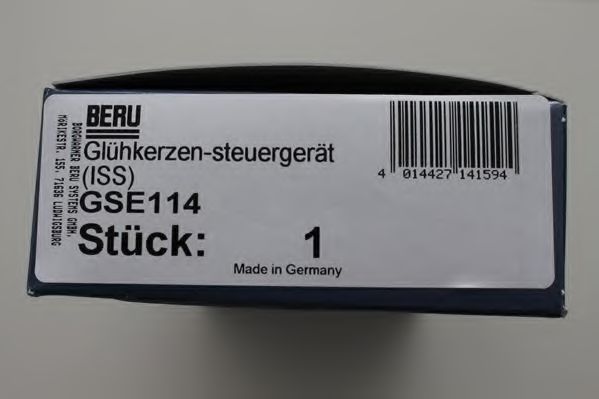 BERU
Glühkerzen-steuergerät
(ISS)
GSE114
Stück: 1
Made in Germany
4 014427 141594
BORGWARNER BERU SYSTEMS GMBH,
MÖRIKESTR. 155, 71636 LUDWIGSBURG